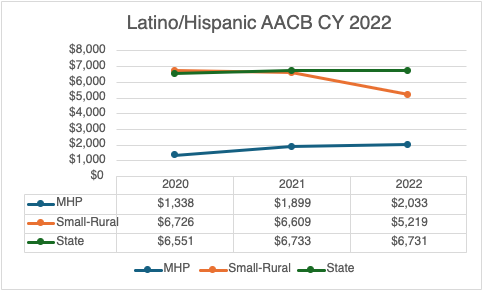 Latino/Hispanic AACB CY 2022
$8,000
$7,000
$6,000
$5,000
$4,000
$3,000
$2,000
$1,000
$0
2020 2021 2022
MHP $1,338 $1,899 $2,033
Small-Rural $6,726 $6,609 $5,219
State $6,551 $6,733 $6,731
MHP Small-Rural State